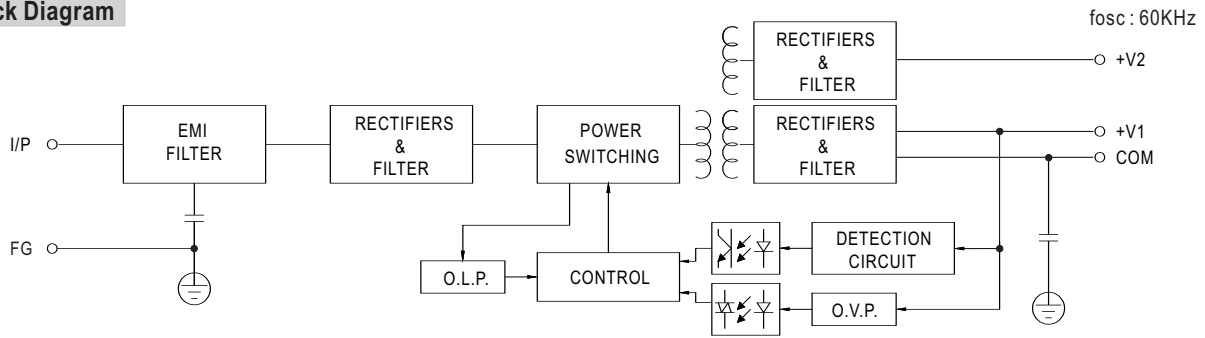 ck Diagram
fosc : 60KHz
RECTIFIERS
&
FILTER
+V2
I/P
EMI
FILTER
RECTIFIERS
&
FILTER
POWER
SWITCHING
RECTIFIERS
&
FILTER
+V1
COM
FG
O.L.P.
CONTROL
DETECTION
CIRCUIT
O.V.P.